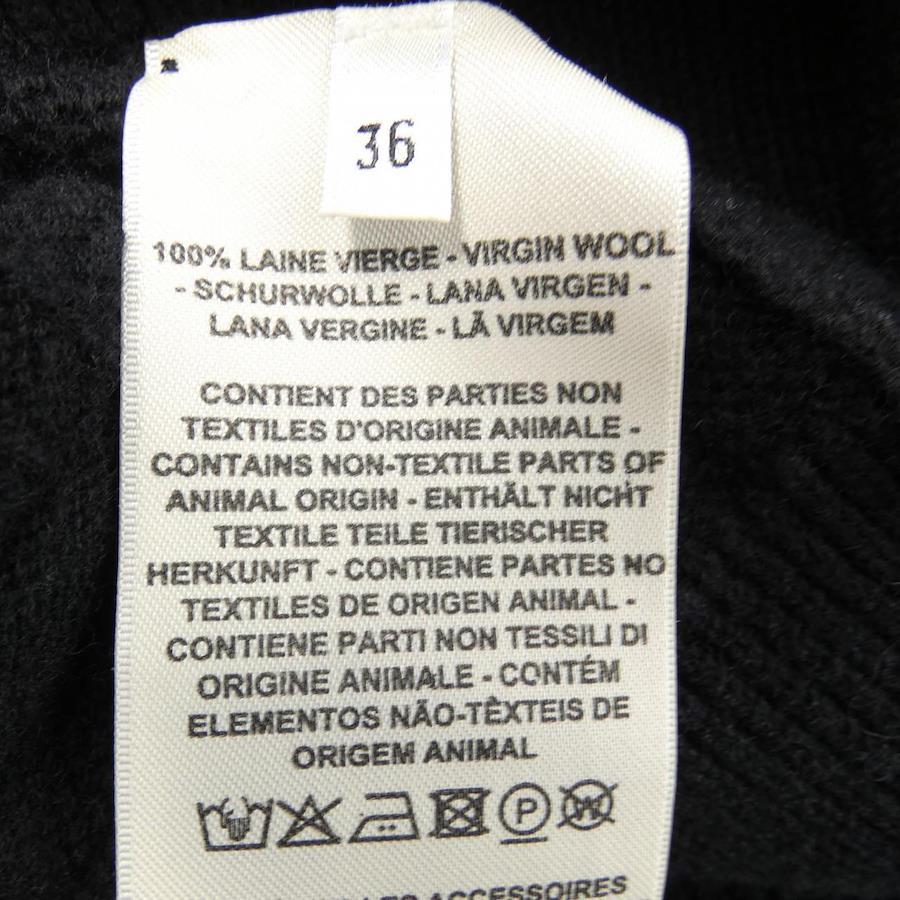 36
100% LAINE VIERGE - VIRGIN WOOL
- SCHURWOLLE - LANA VIRGEN -
LANA VERGINE - LÃ VIRGEM
CONTIENT DES PARTIES NON
TEXTILES D'ORIGINE ANIMALE -
CONTAINS NON-TEXTILE PARTS OF
ANIMAL ORIGIN - ENTHÄLT NICHT
TEXTILE TEILE TIERISCHER
HERKUNFT - CONTIENE PARTES NO
TEXTILES DE ORIGEN ANIMAL -
CONTIENE PARTI NON TESSILI DI
ORIGINE ANIMALE - CONTÉM
ELEMENTOS NÃO-TÊXTEIS DE
ORIGEM ANIMAL
P W
LES ACCESSOIRES